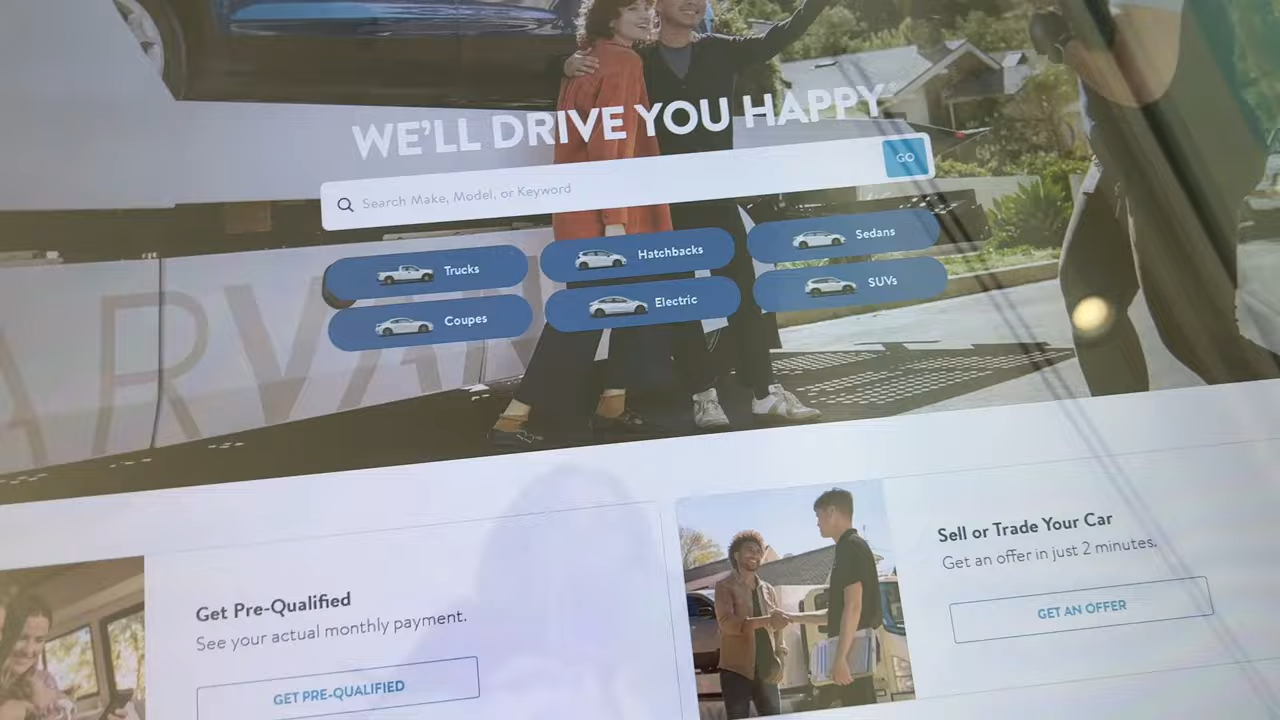 WE'LL DRIVE YOU HAPPY
Search Make, Model, or Keyword
GO
Trucks
Hatchbacks
Sedans
Coupes
Electric
SUVs
ARVAN
Get Pre-Qualified
See your actual monthly payment.
GET PRE-QUALIFIED
Sell or Trade Your Car
Get an offer in just 2 minutes.
GET AN OFFER